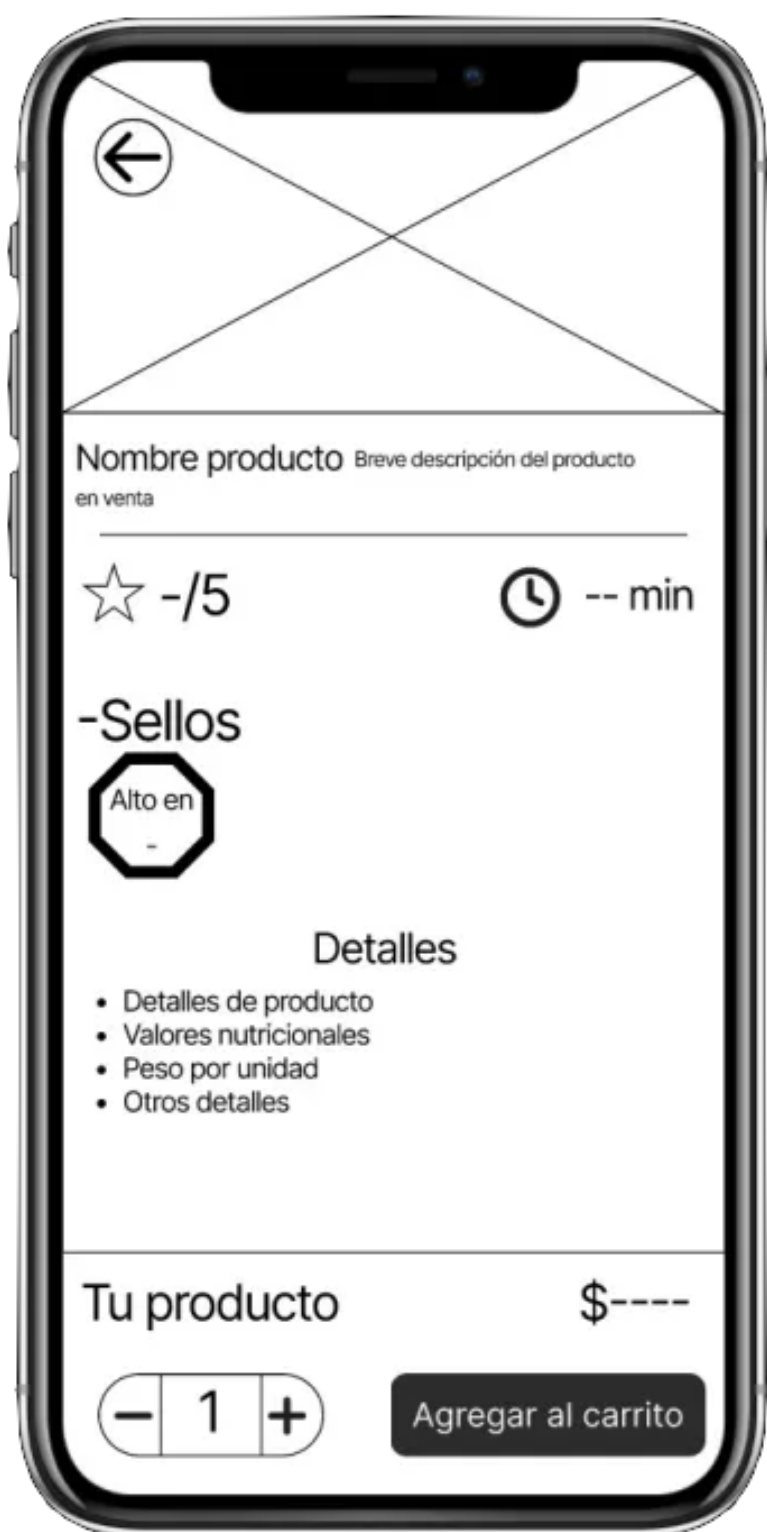 Nombre producto Breve descripción del producto
en venta
-/5
-- min
-Sellos
Alto en
-
Detalles
• Detalles de producto
• Valores nutricionales
• Peso por unidad
• Otros detalles
Tu producto
$----
1
Agregar al carrito